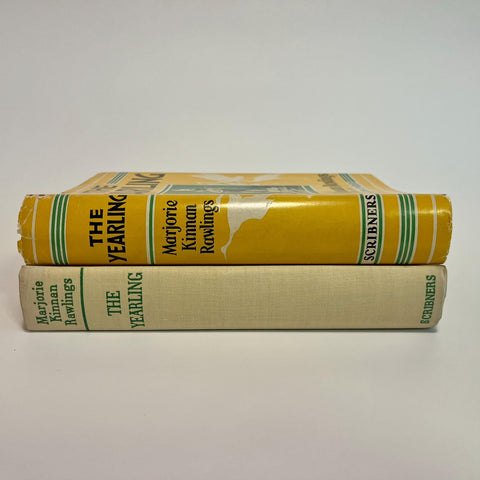 THE
YEARLING
Marjorie
Kinnan
Rawlings
SCRIBNERS
Marjorie
Kinnan
Rawlings
THE
YEARLING
SCRIBNERS